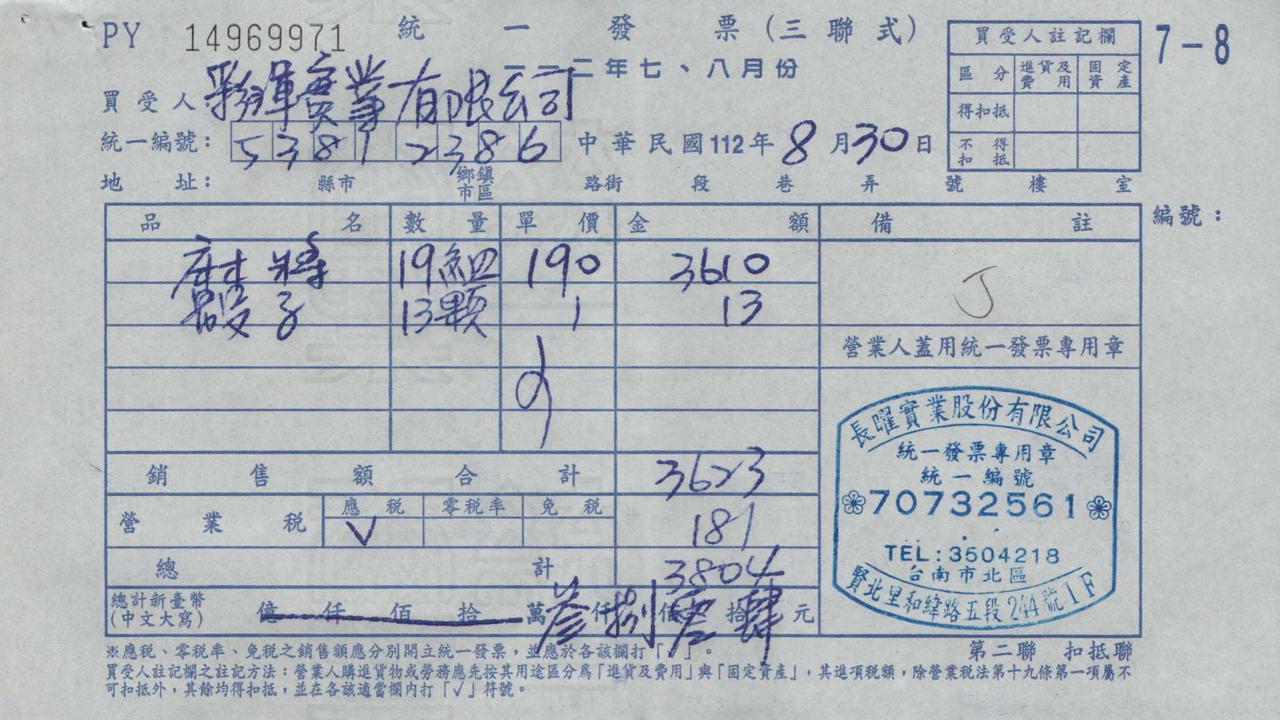 PY 14969971 統一發票(三聯式)
一一二年七、八月份
7-8
買受人註記欄
區分 進貨及費用 固定資產
得扣抵
不得扣抵
買受人 彩輝實業有限公司
統一編號: 53812386 中華民國112年8月30日
地址: 縣市 鄉鎮市區 路街 段 巷 弄 號 樓 室
品名 數量 單價 金額 備註 編號:
麻將 19組 190 3610 J
骰子 13顆 1 13
營業人蓋用統一發票專用章
銷售額合計 3623
營業稅 應稅 零稅率 免稅 181
V
總計 3804
總計新臺幣(中文大寫) 億仟佰拾萬參仟捌佰零拾肆元
長曜實業股份有限公司
統一發票專用章
統一編號
70732561
TEL:3504218
台南市北區
賢北里和緯路五段244號1F
※應稅、零稅率、免稅之銷售額應分別開立統一發票,並應於各該欄打「✓」。
第二聯 扣抵聯
買受人註記欄之註記方法:營業人購進貨物或勞務應先按其用途區分為「進貨及費用」與「固定資產」,其進項稅額,除營業稅法第十九條第一項屬不
可扣抵外,其餘均得扣抵,並在各該適當欄內打「✓」符號。